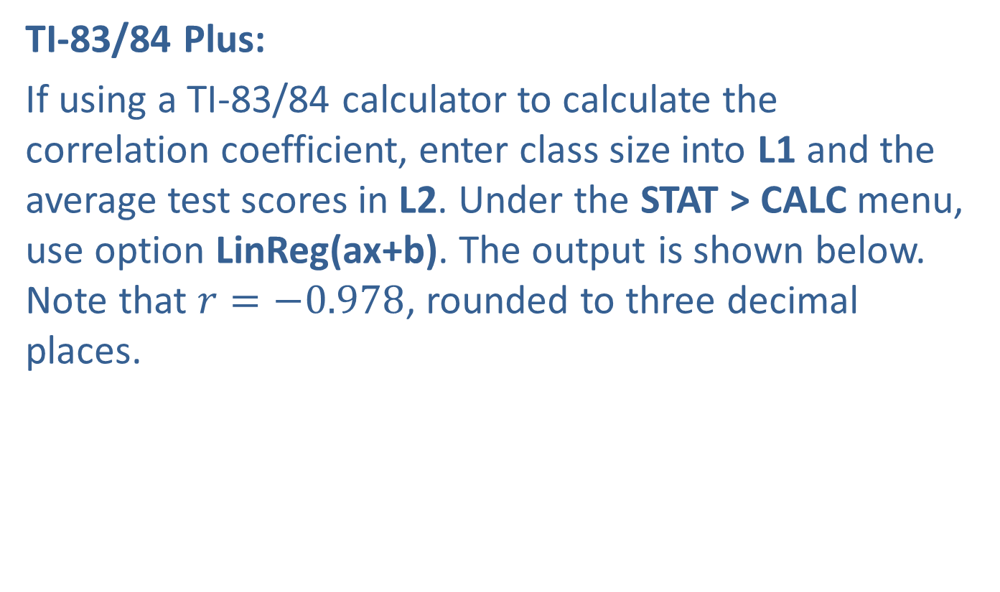 TI-83/84 Plus:
If using a TI-83/84 calculator to calculate the
correlation coefficient, enter class size into L1 and the
average test scores in L2. Under the STAT > CALC menu,
use option LinReg(ax+b). The output is shown below.
Note that r = −0.978, rounded to three decimal
places.